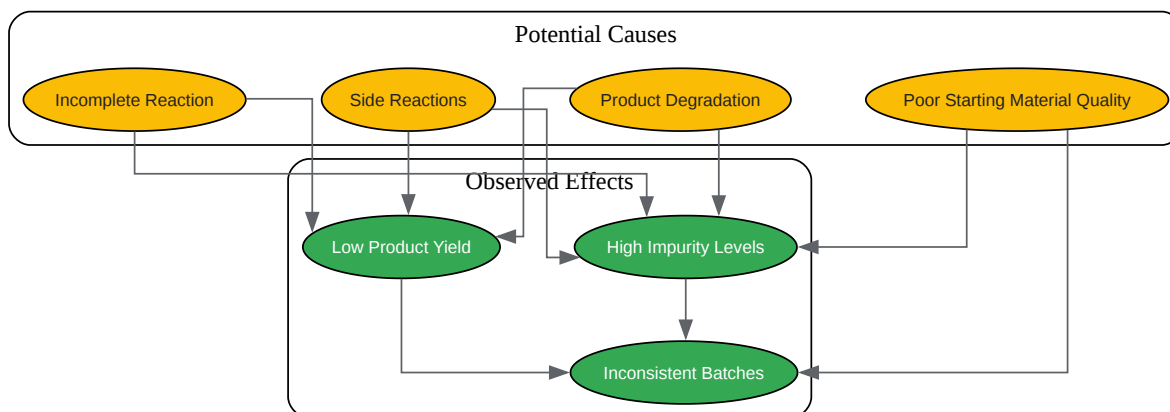 Potential Causes
Incomplete Reaction
Side Reactions
Product Degradation
Poor Starting Material Quality
Observed Effects
Low Product Yield
High Impurity Levels
Inconsistent Batches